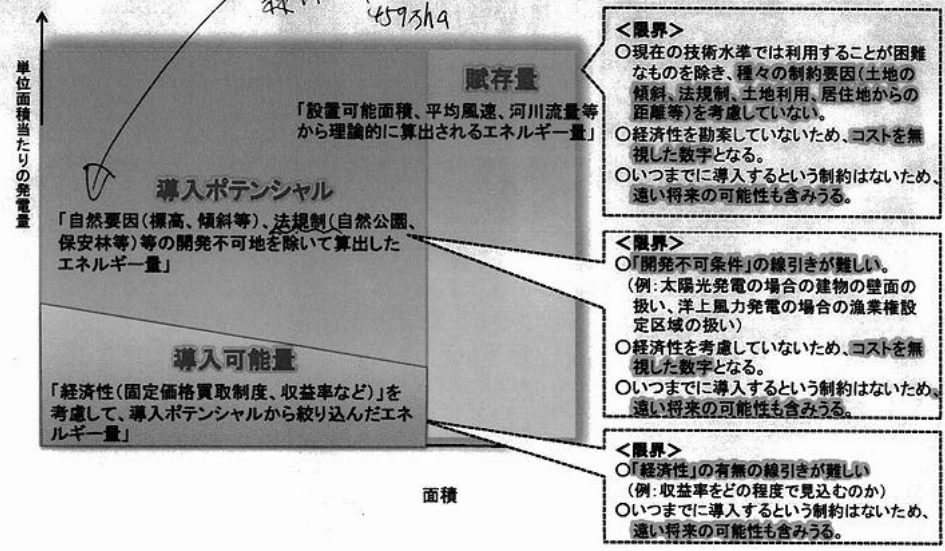 4593ha
単位面積当たりの発電量
賦存量
「設置可能面積、平均風速、河川流量等
から理論的に算出されるエネルギー量」
導入ポテンシャル
「自然要因(標高、傾斜等)、法規制(自然公園、
保安林等)等の開発不可地を除いて算出した
エネルギー量」
導入可能量
「経済性(固定価格買取制度、収益率など)」を
考慮して、導入ポテンシャルから絞り込んだエネ
ルギー量」
面積
<限界>
○現在の技術水準では利用することが困難
なものを除き、種々の制約要因(土地の
傾斜、法規制、土地利用、居住地からの
距離等)を考慮していない。
○経済性を勘案していないため、コストを無
視した数字となる。
○いつまでに導入するという制約はないため、
遠い将来の可能性も含みうる。
<限界>
○「開発不可条件」の線引きが難しい。
(例:太陽光発電の場合の建物の壁面の
扱い、洋上風力発電の場合の漁業権設
定区域の扱い)
○経済性を考慮していないため、コストを無
視した数字となる。
○いつまでに導入するという制約はないため、
遠い将来の可能性も含みうる。
<限界>
○「経済性」の有無の線引きが難しい
(例:収益率をどの程度で見込むのか)
○いつまでに導入するという制約はないため、
遠い将来の可能性も含みうる。